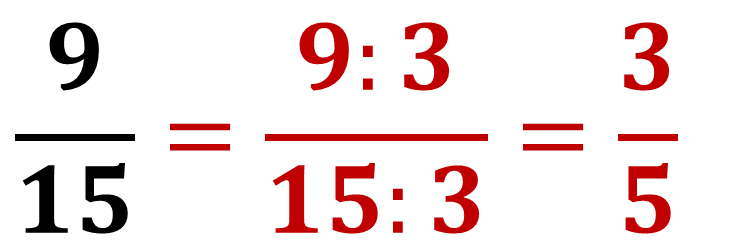 9/15 = 9:3/15:3 = 3/5